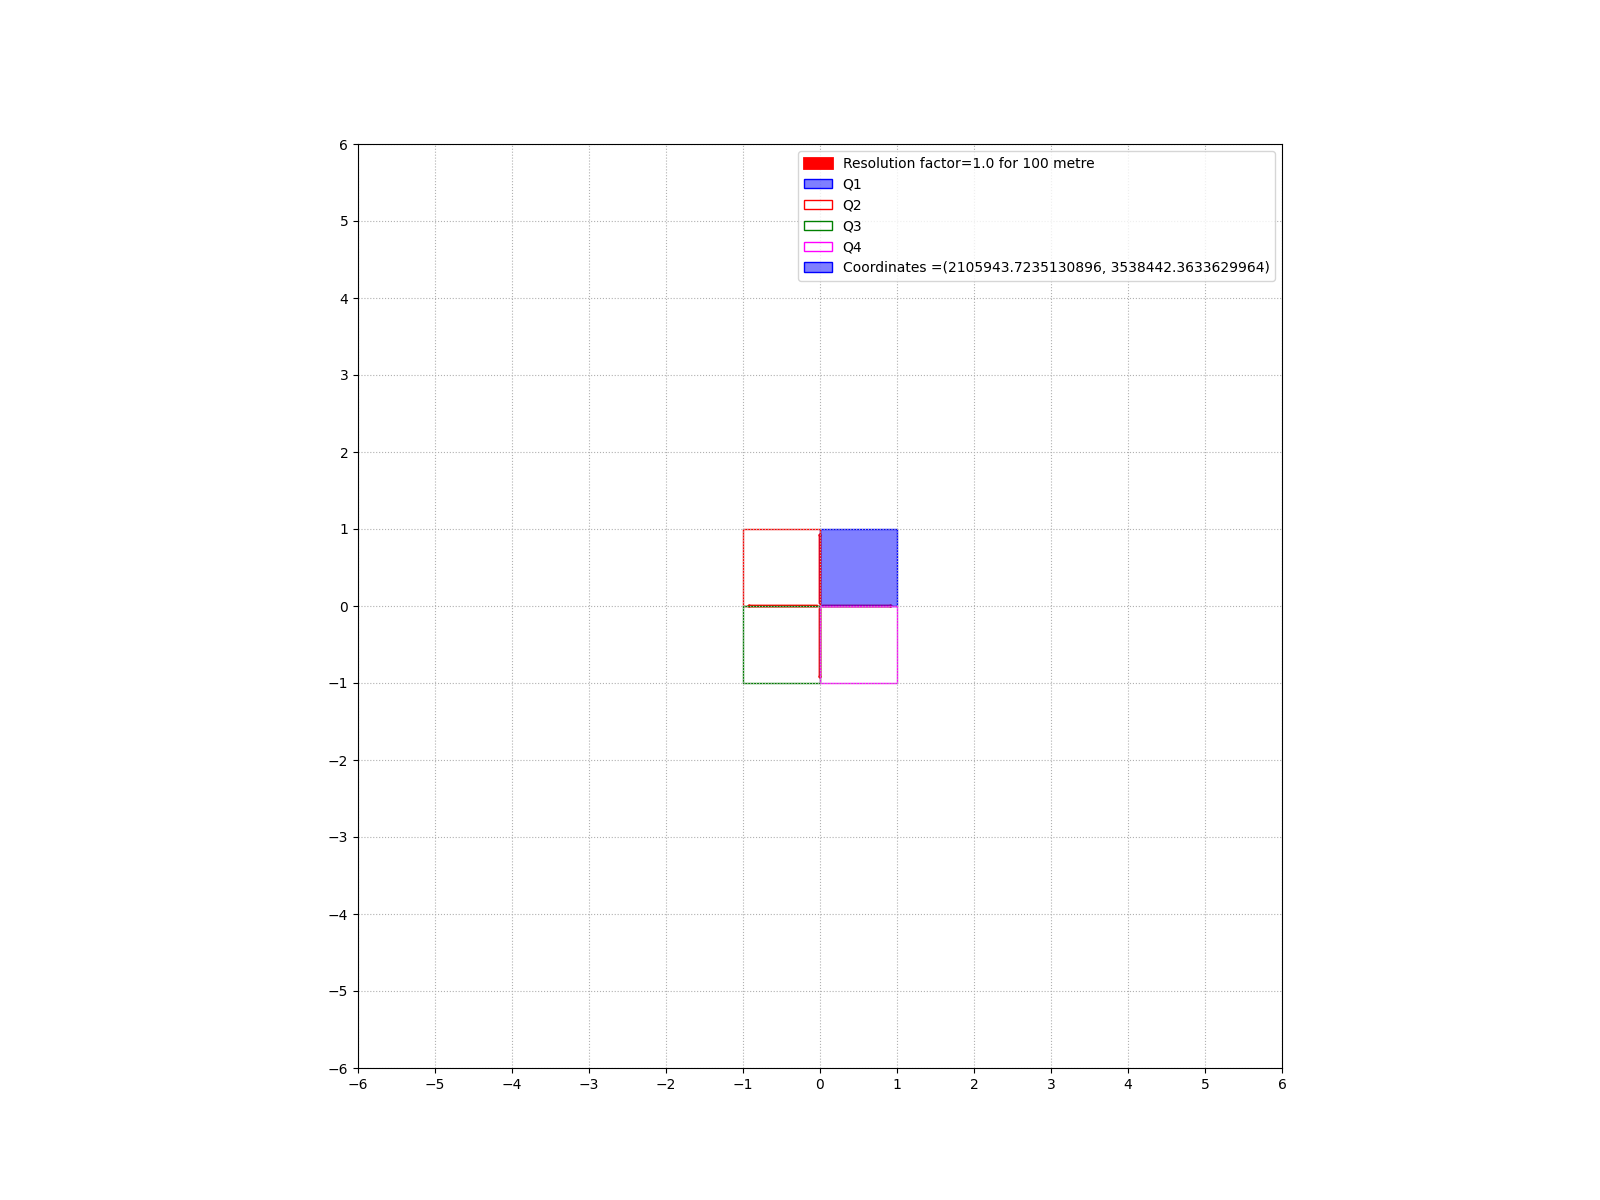 6
Resolution factor=1.0 for 100 metre
Q1
Q2
5
Q3
Q4
Coordinates =(2105943.7235130896, 3538442.3633629964)
4
3
2
1
0
−1
−2
−3
−4
−5
−6
−6 −5 −4 −3 −2 −1 0 1 2 3 4 5 6